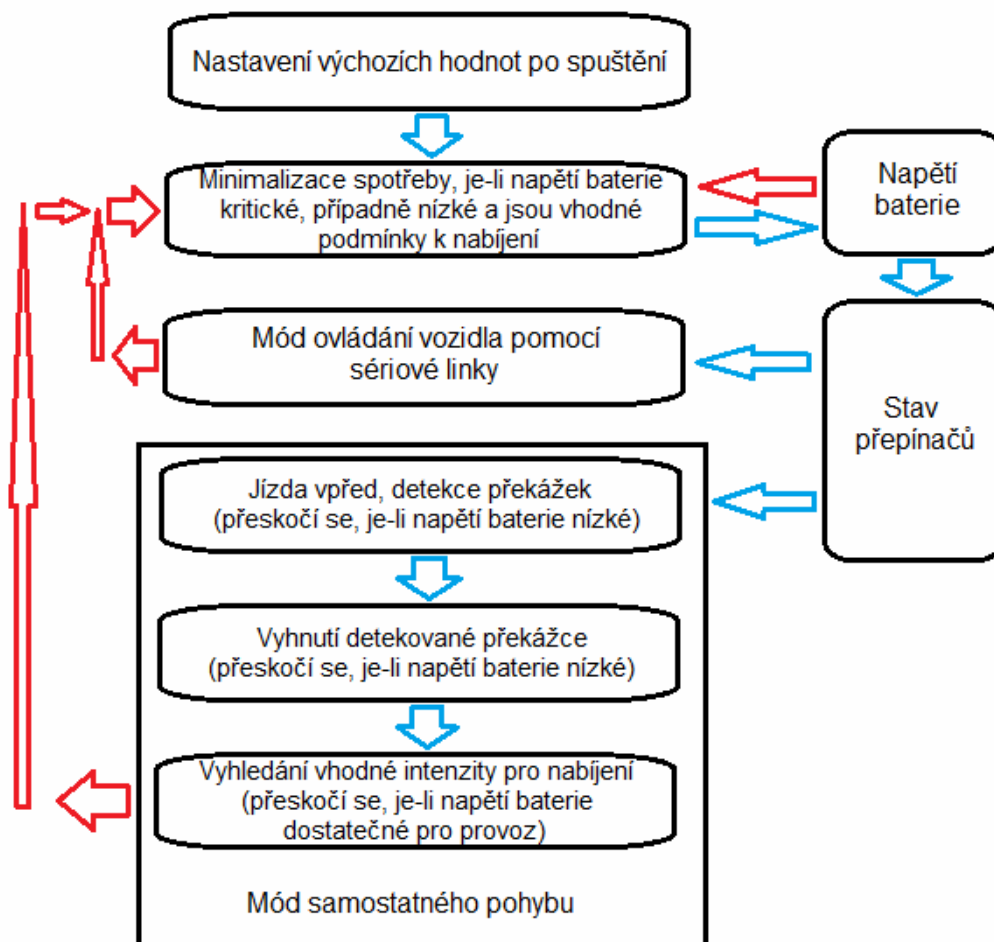 Nastavení výchozích hodnot po spuštění
Minimalizace spotřeby, je-li napětí baterie
kritické, případně nízké a jsou vhodné
podmínky k nabíjení
Napětí
baterie
Mód ovládání vozidla pomocí
sériové linky
Stav
přepínačů
Jízda vpřed, detekce překážek
(přeskočí se, je-li napětí baterie nízké)
Vyhnutí detekované překážce
(přeskočí se, je-li napětí baterie nízké)
Vyhledání vhodné intenzity pro nabíjení
(přeskočí se, je-li napětí baterie
dostatečné pro provoz)
Mód samostatného pohybu